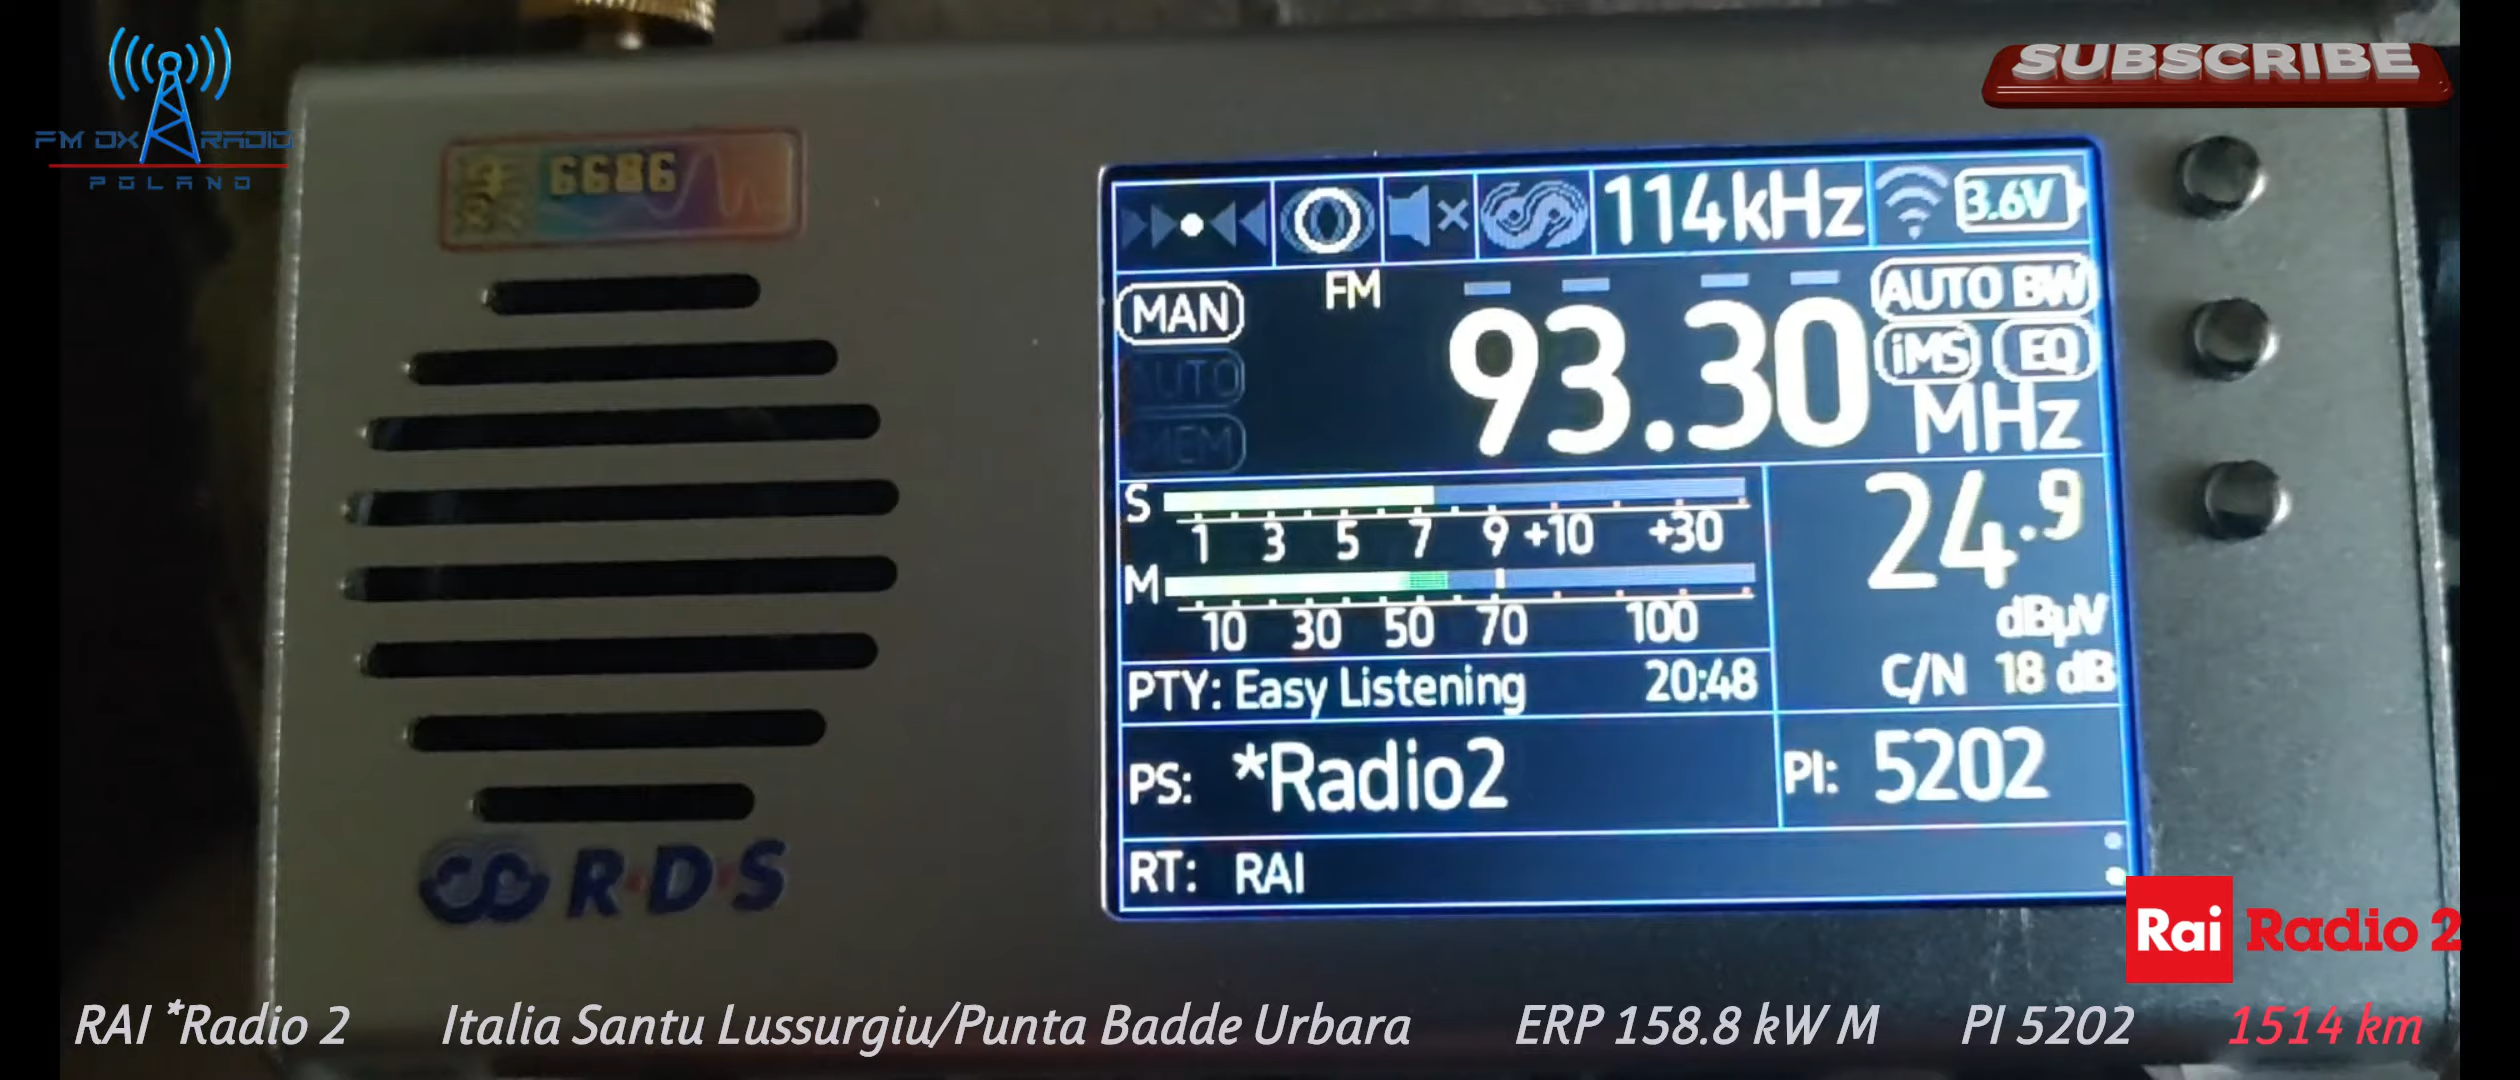 FM DX RADIO
POLAND
SUBSCRIBE
6686
114kHz
3.6V
MAN
FM
AUTO BW
AUTO
93.30
iMS
EQ
MHz
MEM
S
1 3 5 7 9 +10 +30
24.9
M
10 30 50 70 100
dBµV
PTY: Easy Listening 20:48
C/N 18 dB
PS: *Radio2
PI: 5202
RT: RAI
R·D·S
Rai Radio 2
RAI *Radio 2 Italia Santu Lussurgiu/Punta Badde Urbara ERP 158.8 kW M PI 5202 1514 km